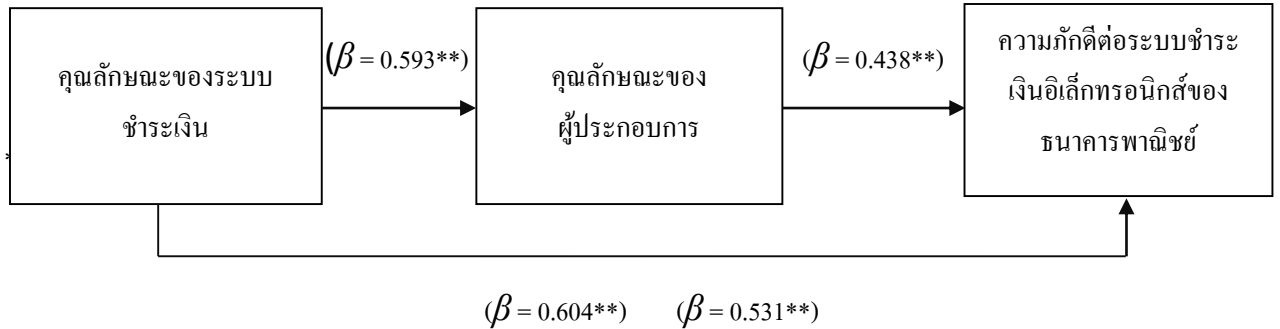 คุณลักษณะของระบบ
ชำระเงิน
(β = 0.593**)
คุณลักษณะของ
ผู้ประกอบการ
(β = 0.438**)
ความภักดีต่อระบบชำระ
เงินอิเล็กทรอนิกส์ของ
ธนาคารพาณิชย์
*
(β = 0.604**) (β = 0.531**)